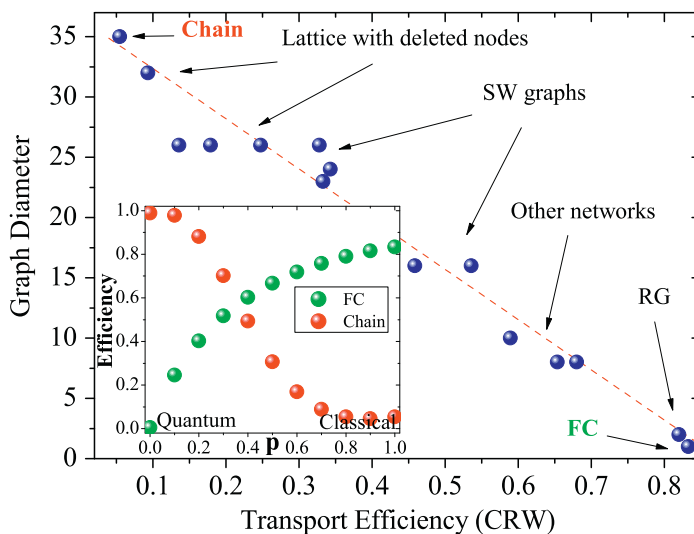 35
30
25
20
15
10
5
0
Graph Diameter
Chain
Lattice with deleted nodes
SW graphs
Other networks
RG
FC
1.0
0.8
0.6
0.4
0.2
0.0
Efficiency
FC
Chain
Quantum
Classical
0.0 0.2 0.4 0.6 0.8 1.0
p
0.1 0.2 0.3 0.4 0.5 0.6 0.7 0.8
Transport Efficiency (CRW)